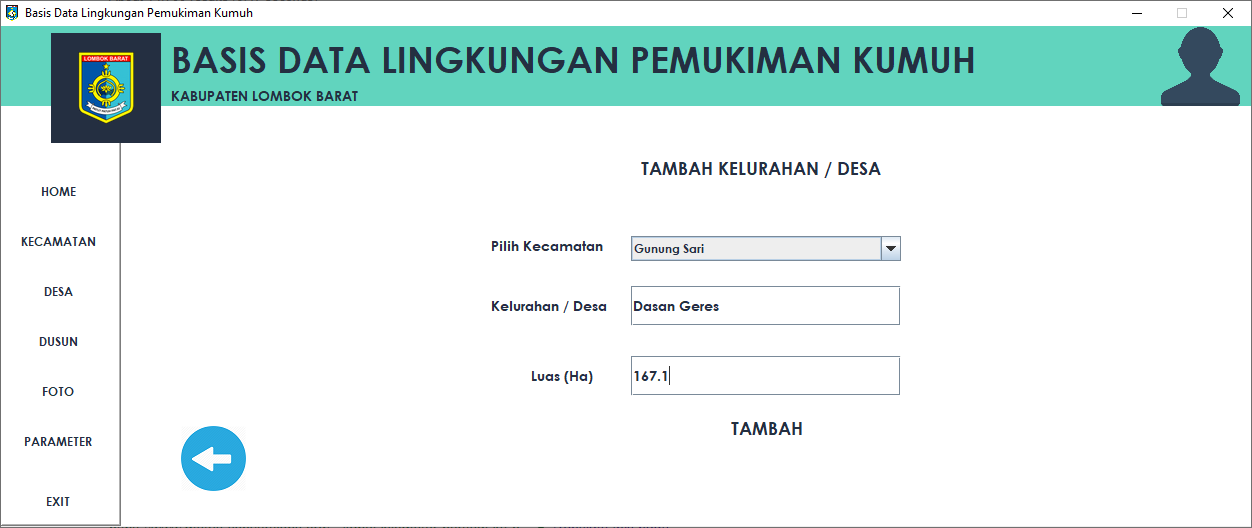 Basis Data Lingkungan Pemukiman Kumuh
LOMBOK BARAT
BASIS DATA LINGKUNGAN PEMUKIMAN KUMUH
KABUPATEN LOMBOK BARAT
HOME
KECAMATAN
DESA
DUSUN
FOTO
PARAMETER
EXIT
TAMBAH KELURAHAN / DESA
Pilih Kecamatan
Gunung Sari
Kelurahan / Desa
Dasan Geres
Luas (Ha)
167.1
TAMBAH